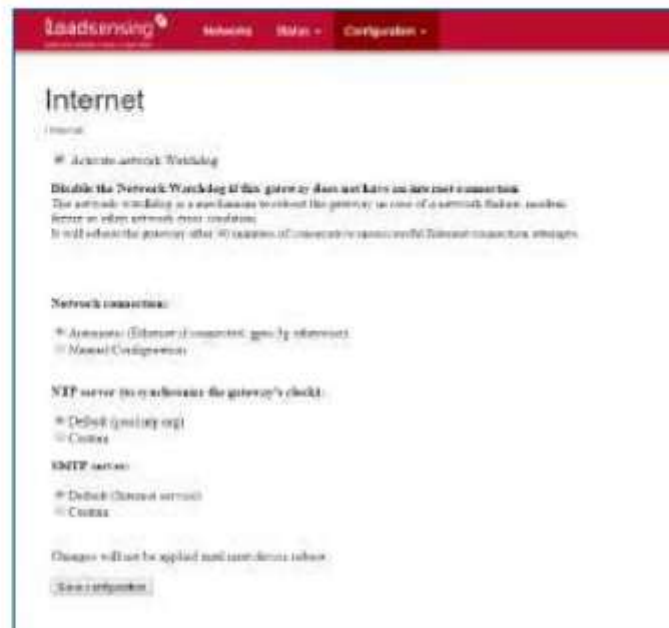 Loadsensing
Networks Status Configuration
Internet
Internet
Activate network Watchdog
Disable the Network Watchdog if this gateway does not have an internet connection
The network watchdog is a mechanism to reboot the gateway in case of a network failure, modem
freeze or other network error condition.
It will reboot the gateway after 90 minutes of consecutive unsuccessful Internet connection attempts.
Network connection:
Automatic (Ethernet if connected, gprs/3g otherwise)
Manual Configuration
NTP server (to synchronize the gateway's clock):
Default (pool.ntp.org)
Custom
SMTP server:
Default (Internet service)
Custom
Changes will not be applied until next device reboot
Save configuration